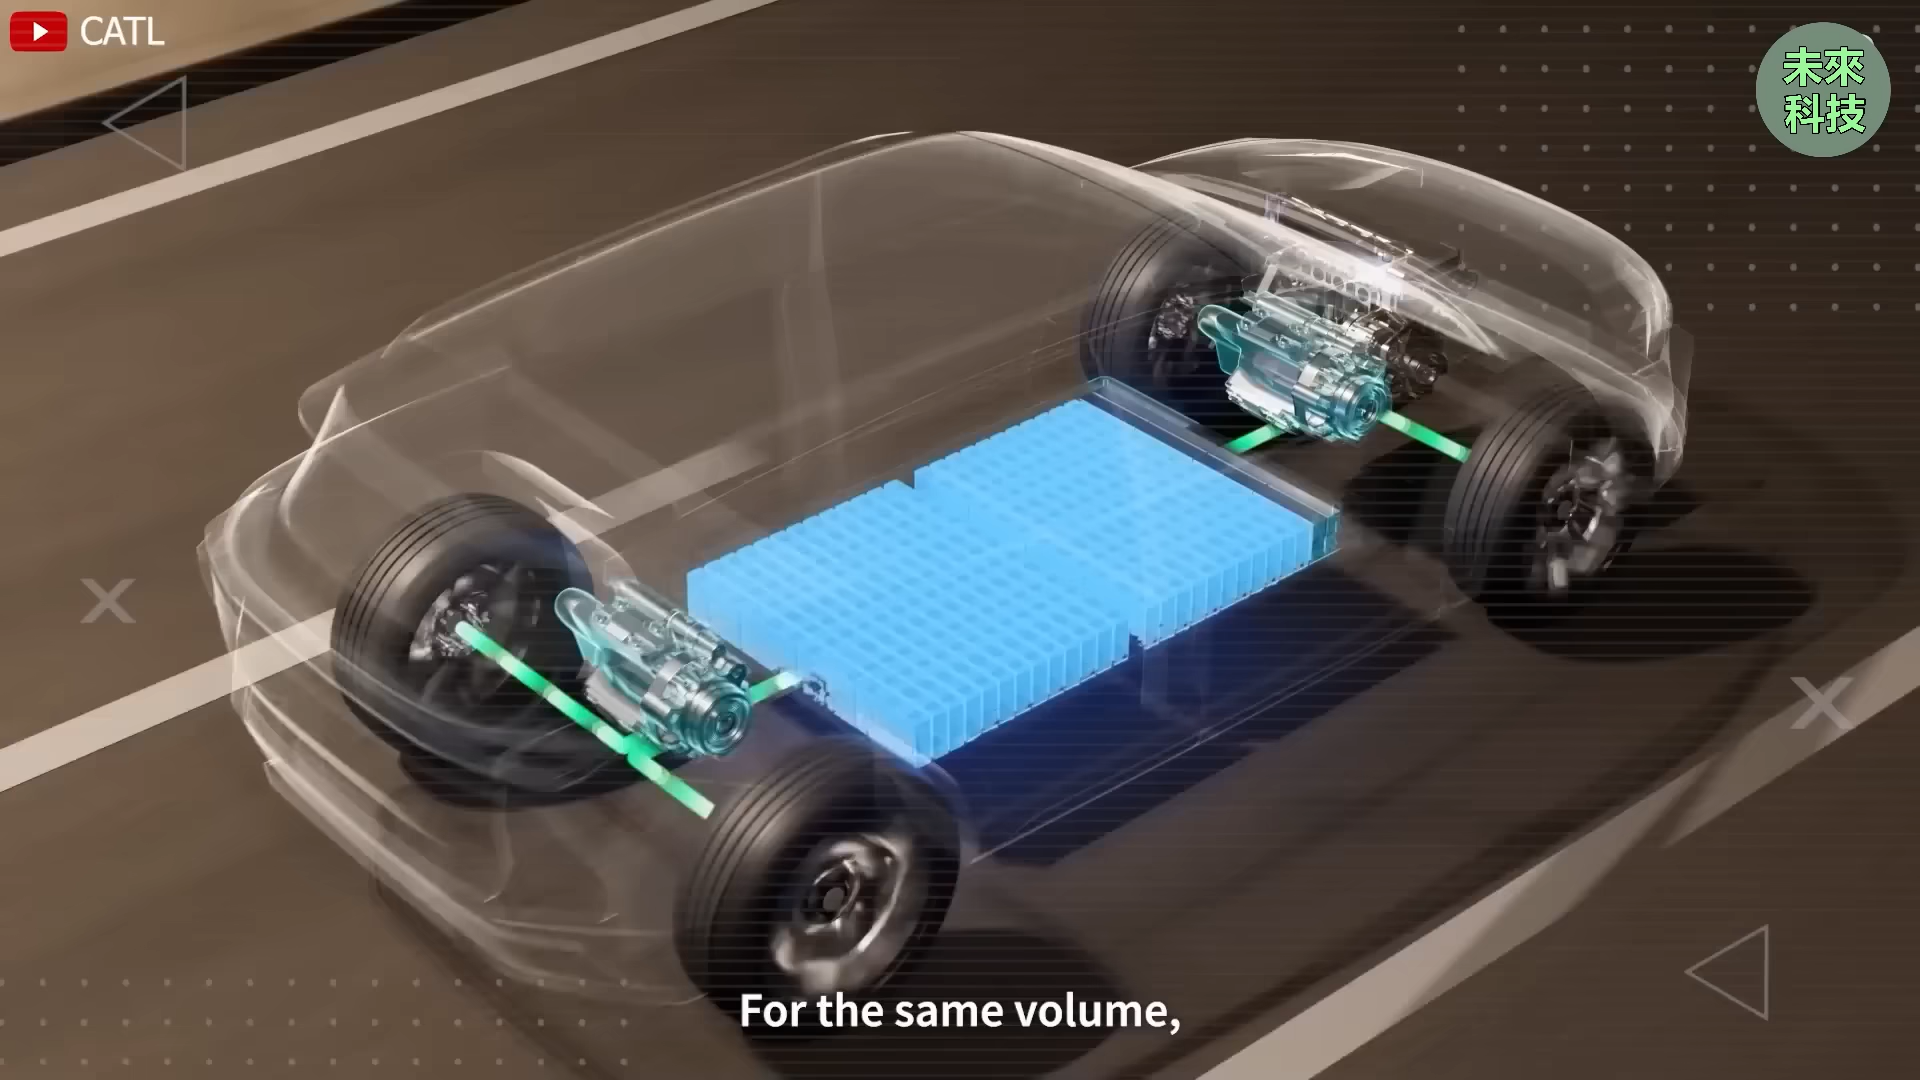 CATL
未來
科技
For the same volume,